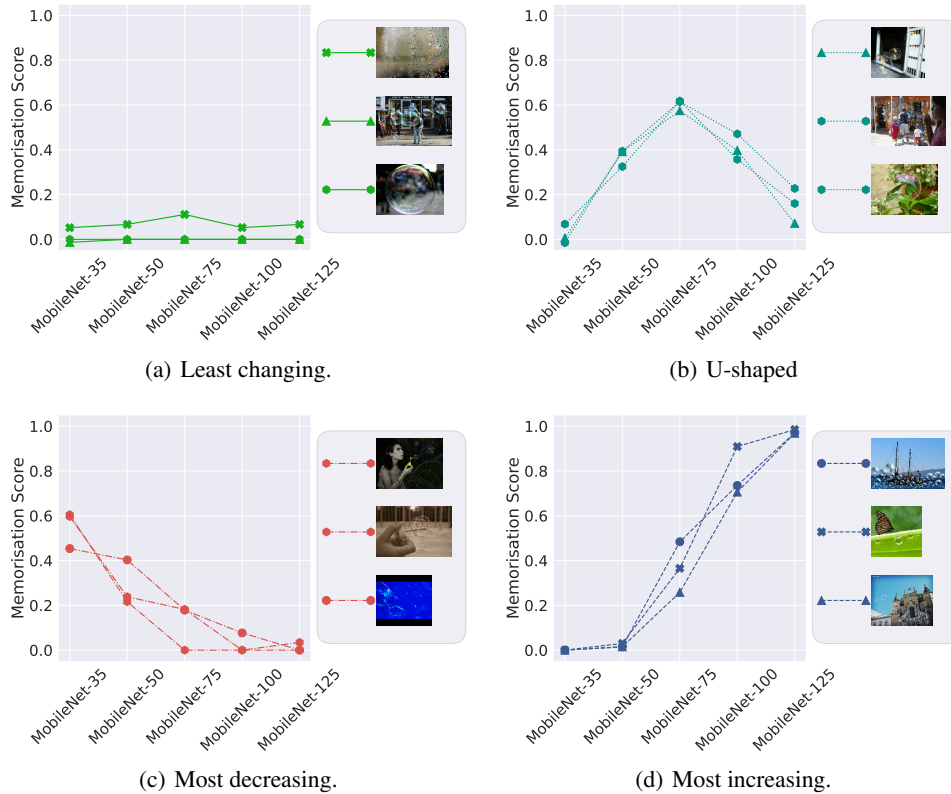 1.0
0.8
0.6
0.4
0.2
0.0
Memorisation Score
MobileNet-35
MobileNet-50
MobileNet-75
MobileNet-100
MobileNet-125
(a) Least changing.
1.0
0.8
0.6
0.4
0.2
0.0
Memorisation Score
MobileNet-35
MobileNet-50
MobileNet-75
MobileNet-100
MobileNet-125
(b) U-shaped
1.0
0.8
0.6
0.4
0.2
0.0
Memorisation Score
MobileNet-35
MobileNet-50
MobileNet-75
MobileNet-100
MobileNet-125
(c) Most decreasing.
1.0
0.8
0.6
0.4
0.2
0.0
Memorisation Score
MobileNet-35
MobileNet-50
MobileNet-75
MobileNet-100
MobileNet-125
(d) Most increasing.